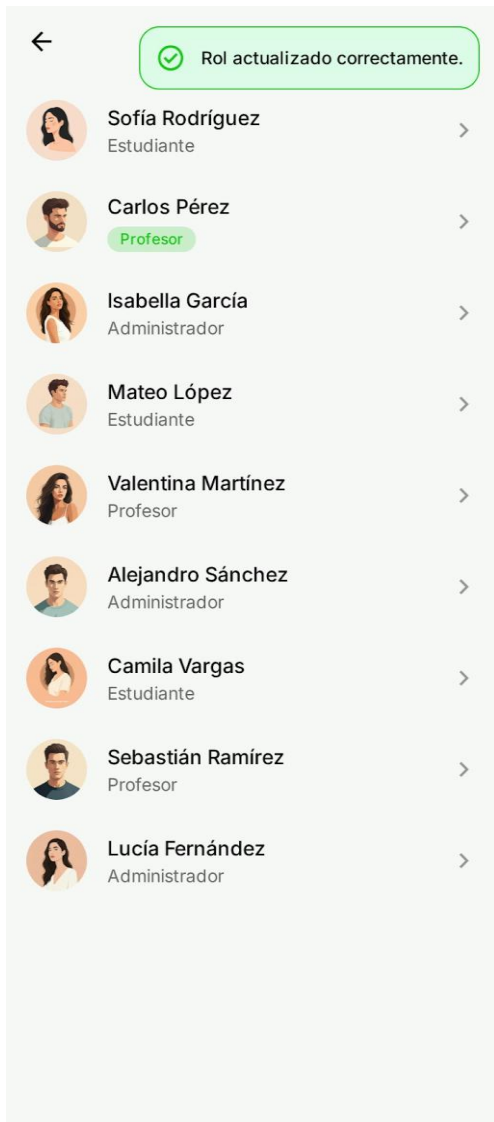 Rol actualizado correctamente.
Sofía Rodríguez
Estudiante
Carlos Pérez
Profesor
Isabella García
Administrador
Mateo López
Estudiante
Valentina Martínez
Profesor
Alejandro Sánchez
Administrador
Camila Vargas
Estudiante
Sebastián Ramírez
Profesor
Lucía Fernández
Administrador